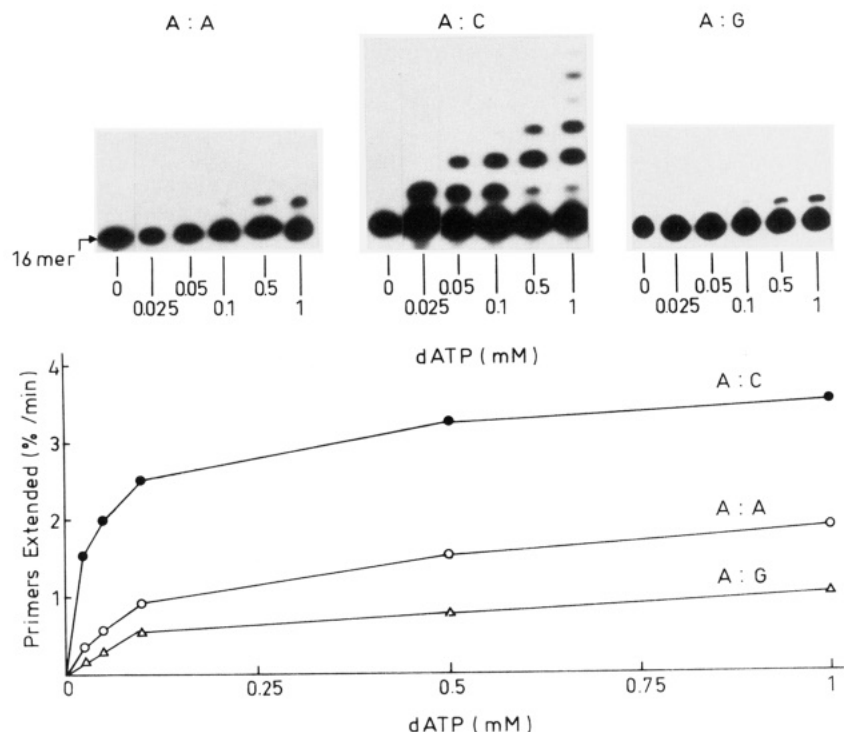 A : A
A : C
A : G
16 mer
0 0.025 0.05 0.1 0.5 1
0 0.025 0.05 0.1 0.5 1
0 0.025 0.05 0.1 0.5 1
dATP (mM)
Primers Extended (% /min)
4
3
2
1
A : C
A : A
A : G
0 0.25 0.5 0.75 1
dATP (mM)